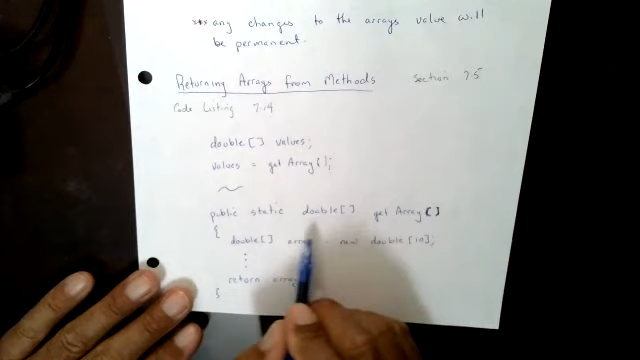 *** any changes to the arrays value will
be permanent.
Returning Arrays from Methods Section 7.5
Code Listing 7.14
double[] values;
values = getArray();
public static double[] getArray()
{
double[] array = new double[10];
return array
}